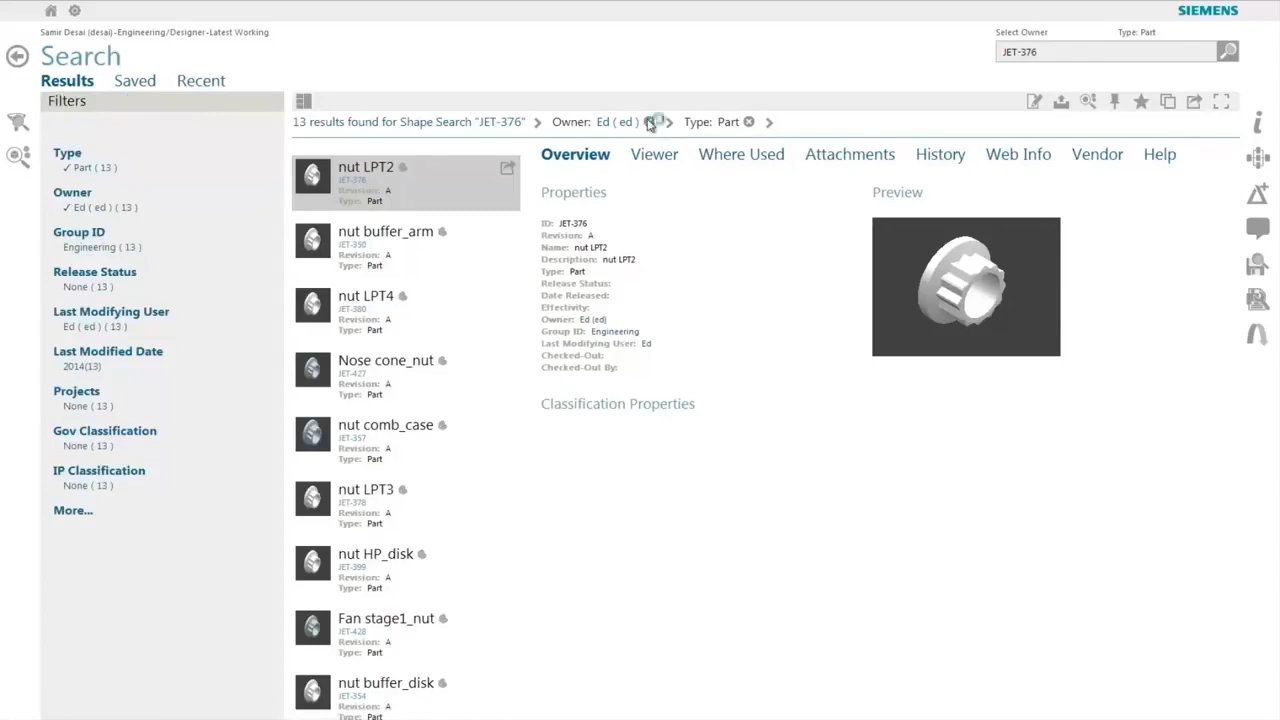 SIEMENS
Samir Desai (desai)-Engineering/Designer-Latest Working
Select Owner
Type: Part
Search
JET-376
Results Saved Recent
Filters
13 results found for Shape Search "JET-376" Owner: Ed ( ed ) Type: Part
Type
✓ Part ( 13 )
Owner
✓ Ed ( ed ) ( 13 )
Group ID
Engineering ( 13 )
Release Status
None ( 13 )
Last Modifying User
Ed ( ed ) ( 13 )
Last Modified Date
2014(13)
Projects
None ( 13 )
Gov Classification
None ( 13 )
IP Classification
None ( 13 )
More...
nut LPT2
JET-376
Revision: A
Type: Part
nut buffer_arm
JET-350
Revision: A
Type: Part
nut LPT4
JET-380
Revision: A
Type: Part
Nose cone_nut
JET-427
Revision: A
Type: Part
nut comb_case
JET-357
Revision: A
Type: Part
nut LPT3
JET-378
Revision: A
Type: Part
nut HP_disk
JET-399
Revision: A
Type: Part
Fan stage1_nut
JET-428
Revision: A
Type: Part
nut buffer_disk
JET-354
Revision: A
Type: Part
Overview Viewer Where Used Attachments History Web Info Vendor Help
Properties
ID: JET-376
Revision: A
Name: nut LPT2
Description: nut LPT2
Type: Part
Release Status:
Date Released:
Effectivity:
Owner: Ed (ed)
Group ID: Engineering
Last Modifying User: Ed
Checked-Out:
Checked-Out By:
Classification Properties
Preview